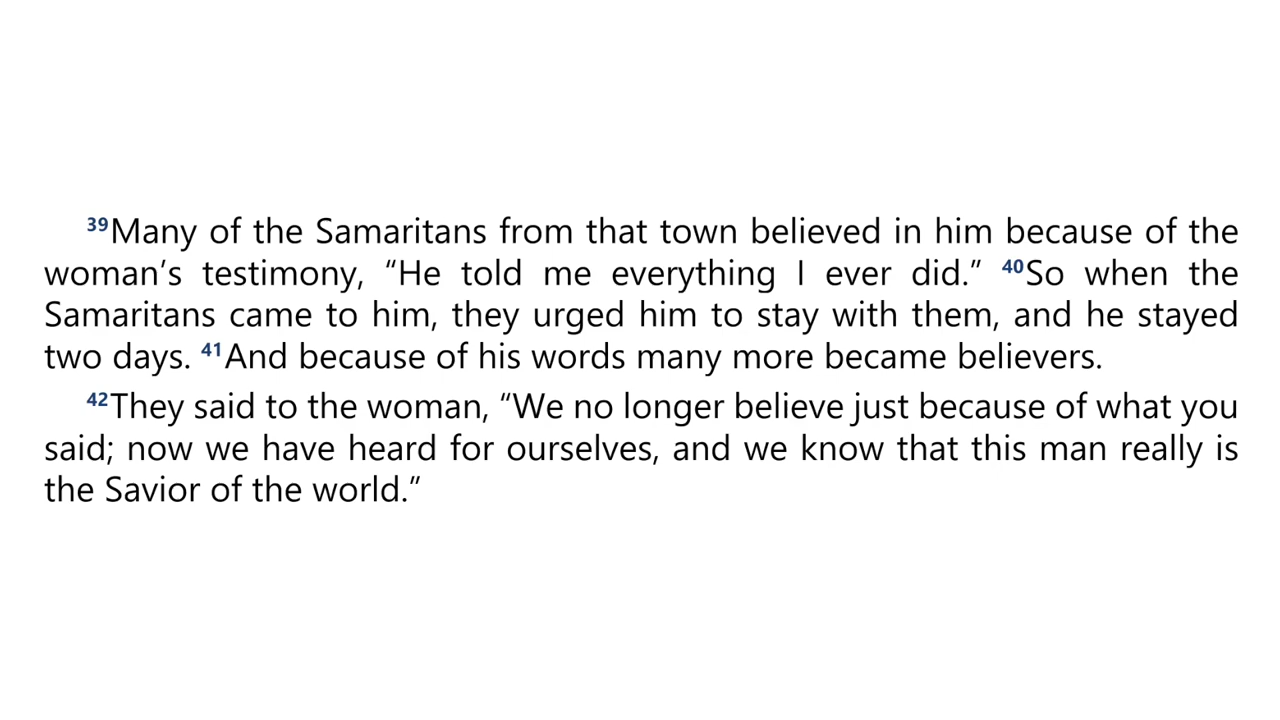 39Many of the Samaritans from that town believed in him because of the
woman’s testimony, “He told me everything I ever did.” 40So when the
Samaritans came to him, they urged him to stay with them, and he stayed
two days. 41And because of his words many more became believers.
42They said to the woman, “We no longer believe just because of what you
said; now we have heard for ourselves, and we know that this man really is
the Savior of the world.”